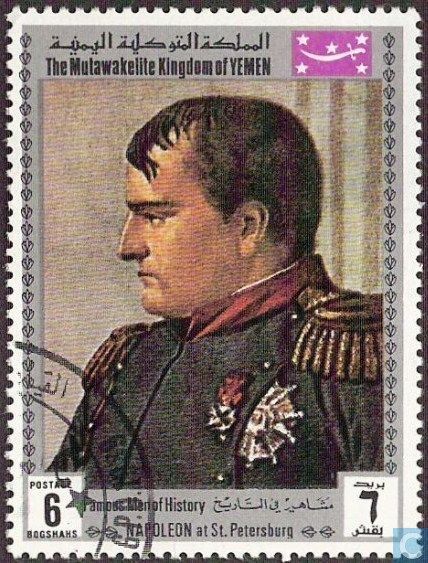 المملكة المتوكلية اليمنية
The Mutawakelite Kingdom of YEMEN
POSTAGE
6
BOGSHAHS
Famous Men of History مشاهير في التاريخ
NAPOLEON at St. Petersburg
بريد
٦
بقش
C